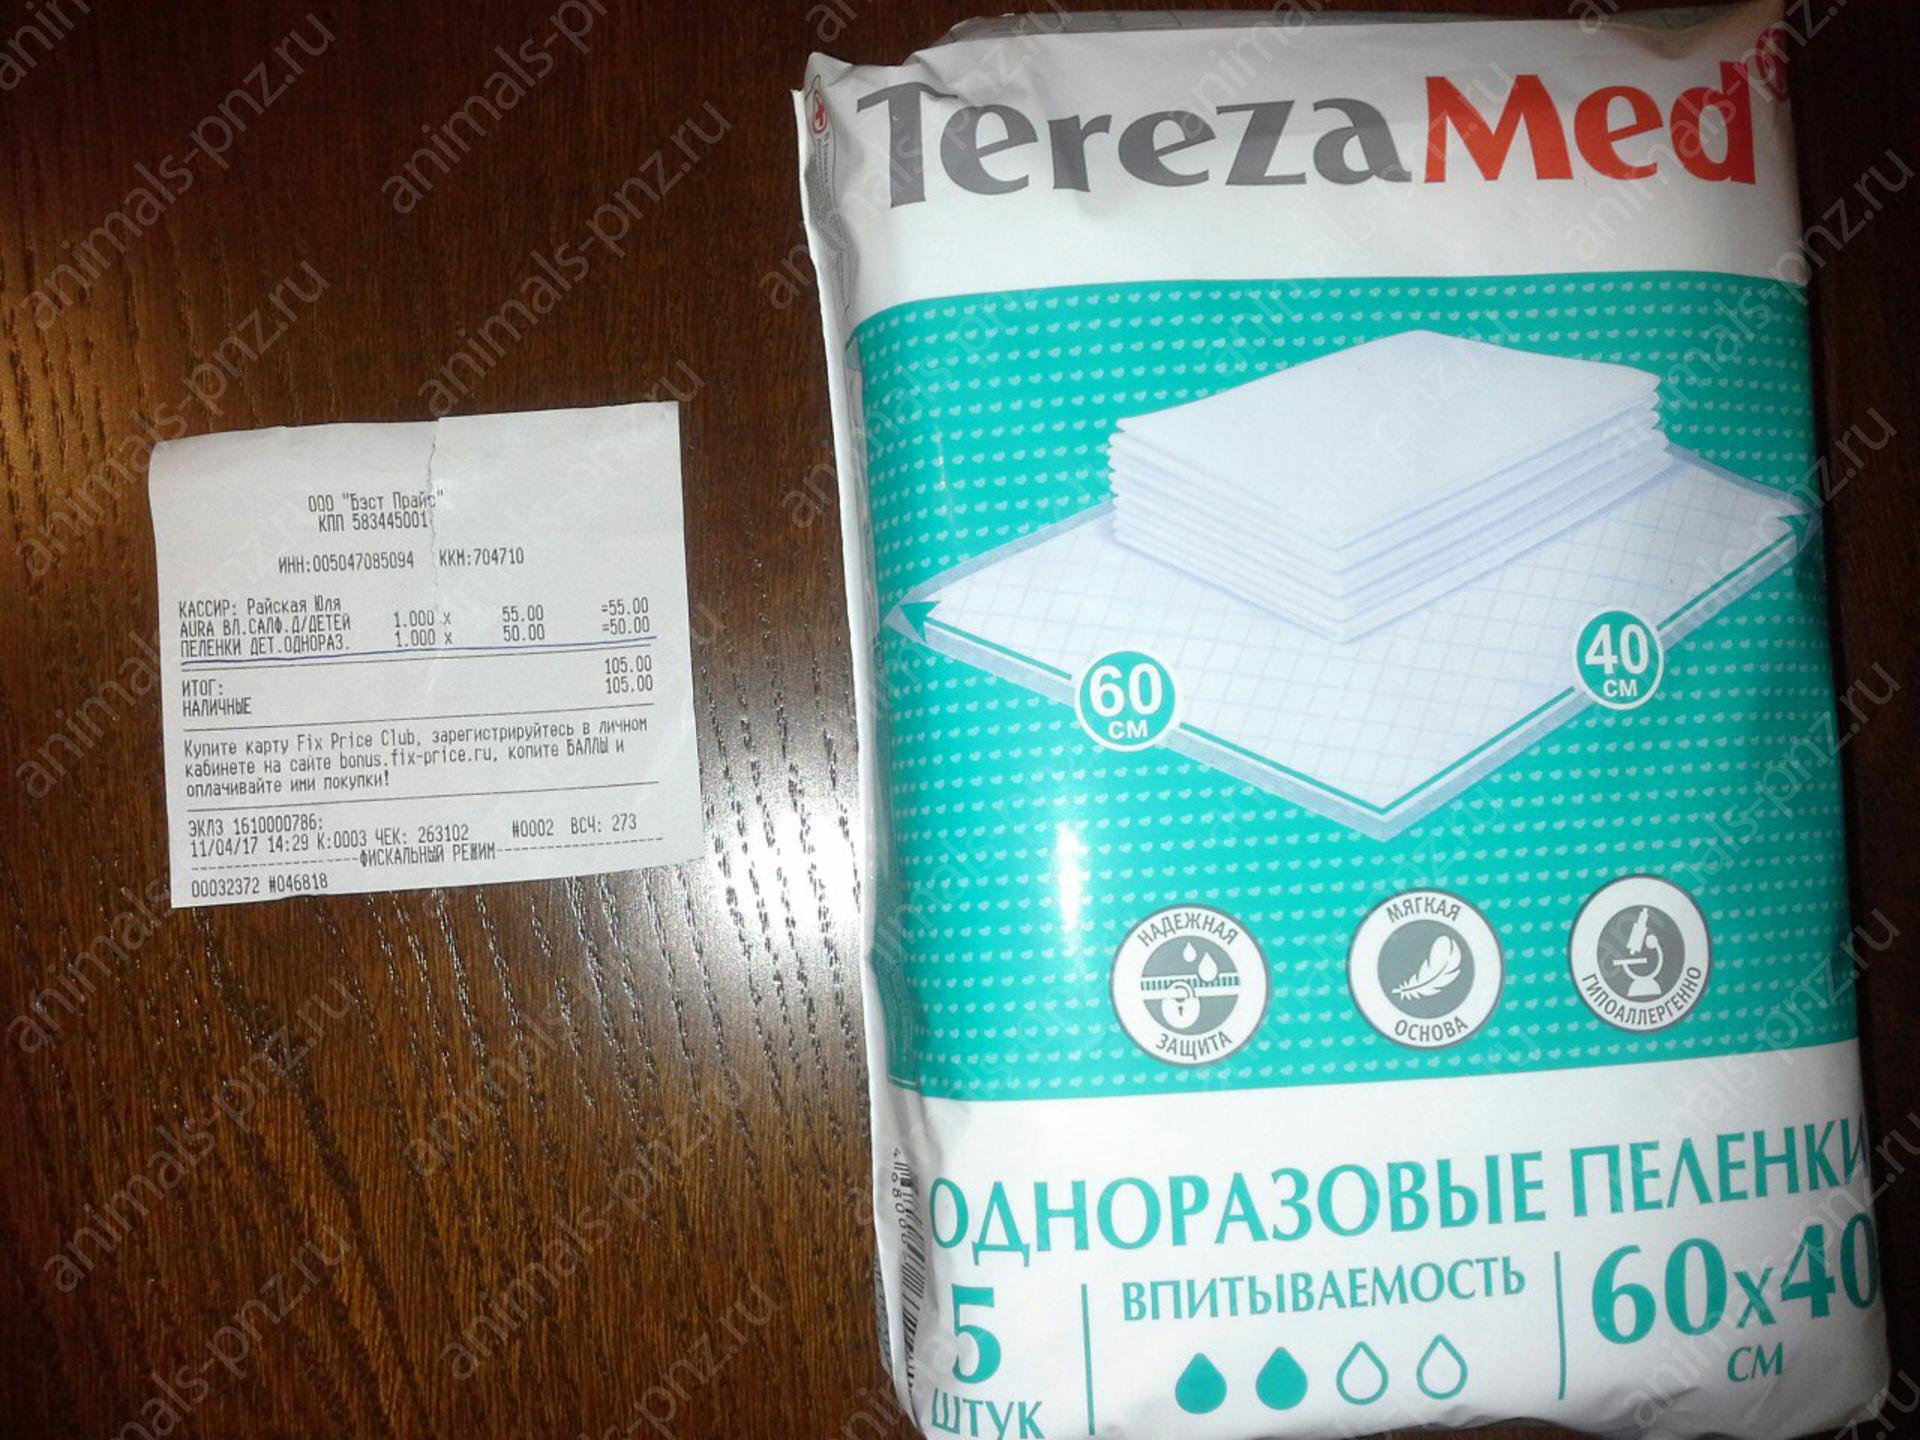 ООО "Бэст Прайс"
КПП 583445001
ИНН:005047085094 ККМ:704710
КАССИР: Райская Юля
AURA ВЛ.САЛФ.Д/ДЕТЕЙ 1.000 x 55.00 =55.00
ПЕЛЕНКИ ДЕТ.ОДНОРАЗ. 1.000 x 50.00 =50.00
ИТОГ: 105.00
НАЛИЧНЫЕ 105.00
Купите карту Fix Price Club, зарегистрируйтесь в личном
кабинете на сайте bonus.fix-price.ru, копите БАЛЛЫ и
оплачивайте ими покупки!
ЭКЛЗ 1610000786:
11/04/17 14:29 К:0003 ЧЕК: 263102 #0002 ВСЧ: 273
ФИСКАЛЬНЫЙ РЕЖИМ
00032372 #046818
TerezaMed
60
СМ
40
СМ
НАДЕЖНАЯ
ЗАЩИТА
МЯГКАЯ
ОСНОВА
ГИПОАЛЛЕРГЕННО
ОДНОРАЗОВЫЕ ПЕЛЕНКИ
5
ШТУК
ВПИТЫВАЕМОСТЬ
60x40
СМ
animals-pnz.ru